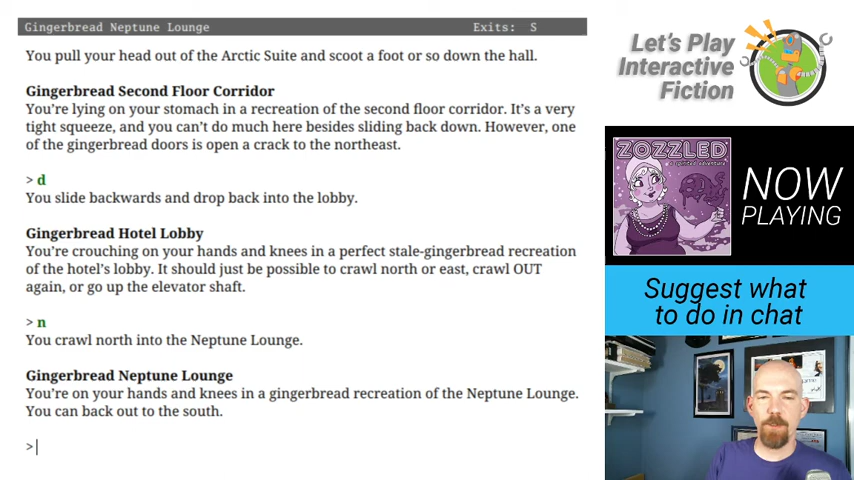 Gingerbread Neptune Lounge Exits: S
You pull your head out of the Arctic Suite and scoot a foot or so down the hall.
Gingerbread Second Floor Corridor
You're lying on your stomach in a recreation of the second floor corridor. It's a very
tight squeeze, and you can't do much here besides sliding back down. However, one
of the gingerbread doors is open a crack to the northeast.
> d
You slide backwards and drop back into the lobby.
Gingerbread Hotel Lobby
You're crouching on your hands and knees in a perfect stale-gingerbread recreation
of the hotel's lobby. It should just be possible to crawl north or east, crawl OUT
again, or go up the elevator shaft.
> n
You crawl north into the Neptune Lounge.
Gingerbread Neptune Lounge
You're on your hands and knees in a gingerbread recreation of the Neptune Lounge.
You can back out to the south.
>
Let's Play
Interactive
Fiction
ZOZZLED
a spirited adventure
NOW
PLAYING
Suggest what
to do in chat